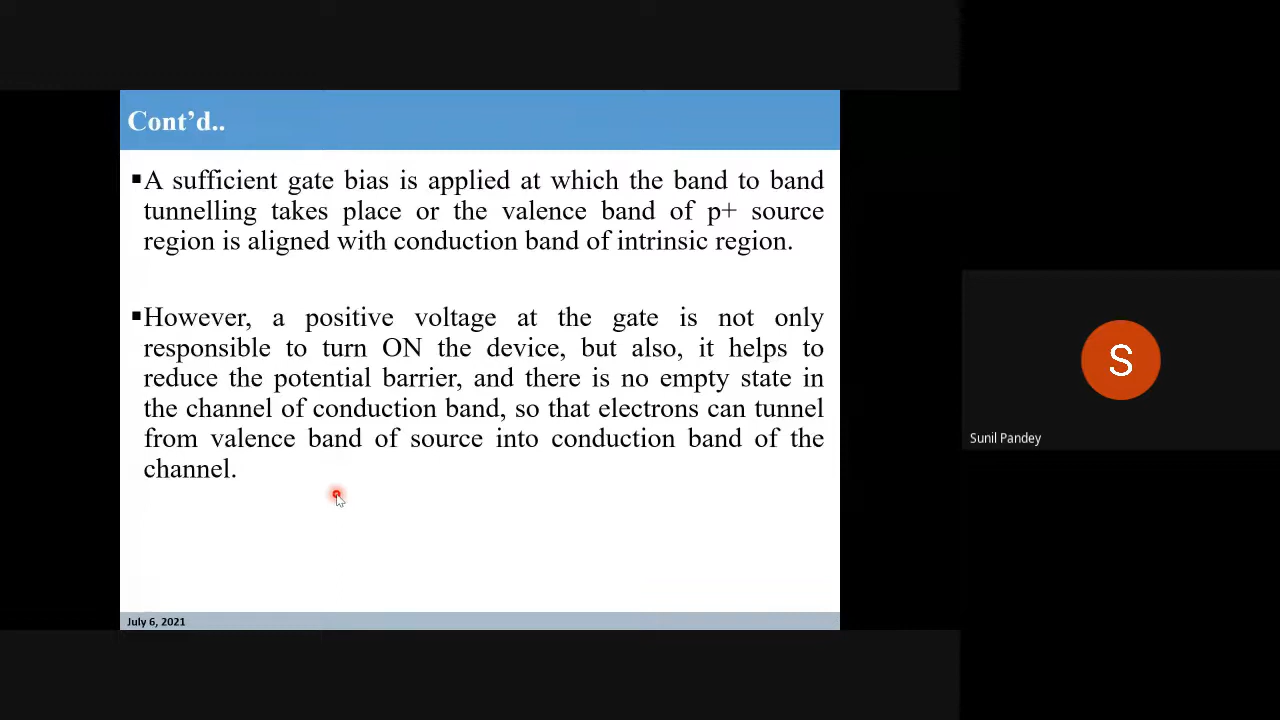 Cont’d..
▪A sufficient gate bias is applied at which the band to band
tunnelling takes place or the valence band of p+ source
region is aligned with conduction band of intrinsic region.
▪However, a positive voltage at the gate is not only
responsible to turn ON the device, but also, it helps to
reduce the potential barrier, and there is no empty state in
the channel of conduction band, so that electrons can tunnel
from valence band of source into conduction band of the
channel.
July 6, 2021
S
Sunil Pandey